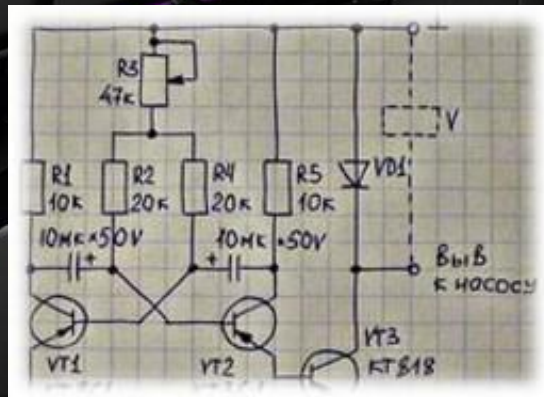 +
R3
47к
R1
10к
R2
20к
R4
20к
R5
10к
VD1
V
10мк×50V
+
+
10мк×50V
ВЫВ
К НАСОСУ
VT1
VT2
VT3
КТ818